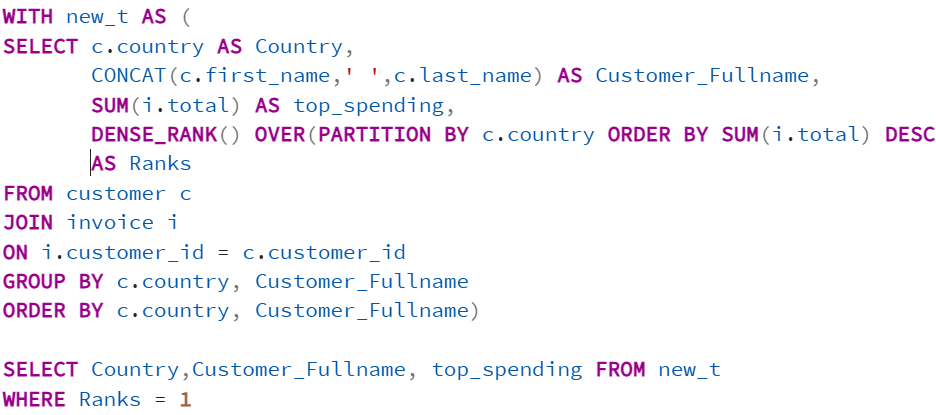 WITH new_t AS (
SELECT c.country AS Country,
CONCAT(c.first_name,' ',c.last_name) AS Customer_Fullname,
SUM(i.total) AS top_spending,
DENSE_RANK() OVER(PARTITION BY c.country ORDER BY SUM(i.total) DESC
AS Ranks
FROM customer c
JOIN invoice i
ON i.customer_id = c.customer_id
GROUP BY c.country, Customer_Fullname
ORDER BY c.country, Customer_Fullname)
SELECT Country,Customer_Fullname, top_spending FROM new_t
WHERE Ranks = 1